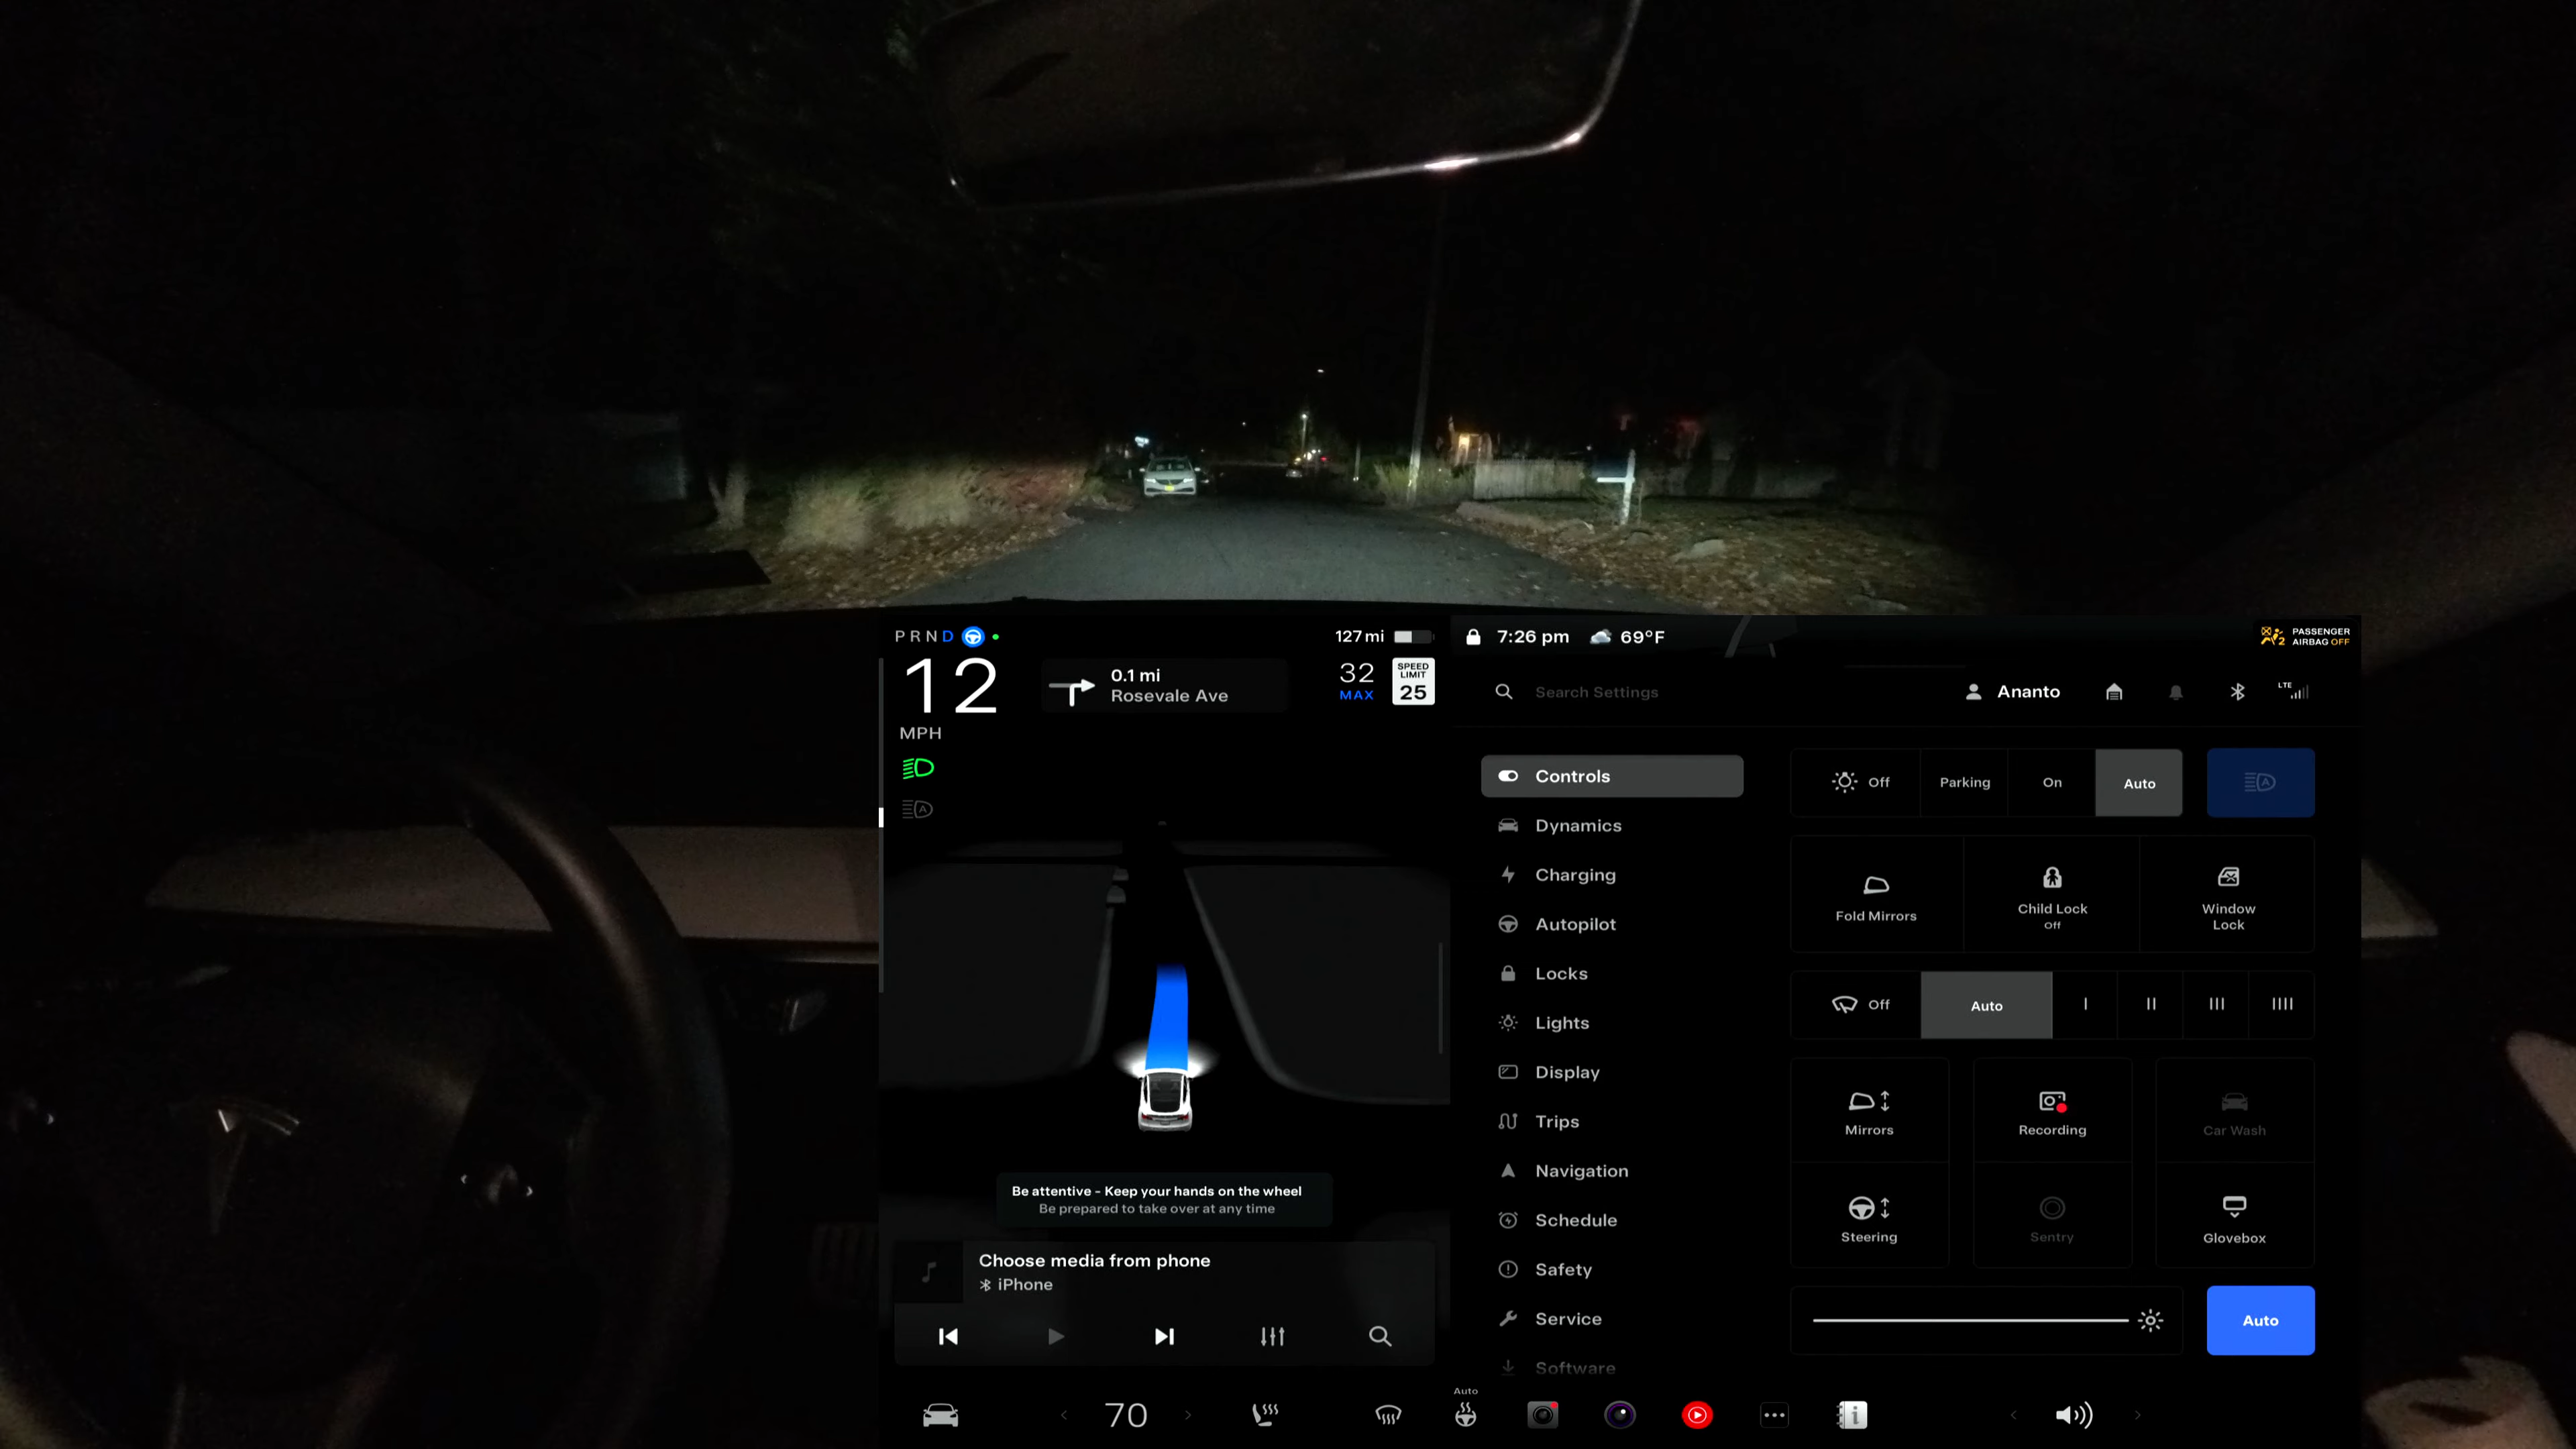 P R N D
127 mi
7:26 pm
69°F
PASSENGER
AIRBAG OFF
2
12
MPH
0.1 mi
Rosevale Ave
32
MAX
SPEED
LIMIT
25
Search Settings
Ananto
LTE
Controls
Dynamics
Charging
Autopilot
Locks
Lights
Display
Trips
Navigation
Schedule
Safety
Service
Software
Off
Parking
On
Auto
A
A
Fold Mirrors
Child Lock
Off
Window
Lock
Off
Auto
I
II
III
IIII
Mirrors
Recording
Car Wash
Steering
Sentry
Glovebox
Auto
Be attentive - Keep your hands on the wheel
Be prepared to take over at any time
Choose media from phone
iPhone
70
Auto
i